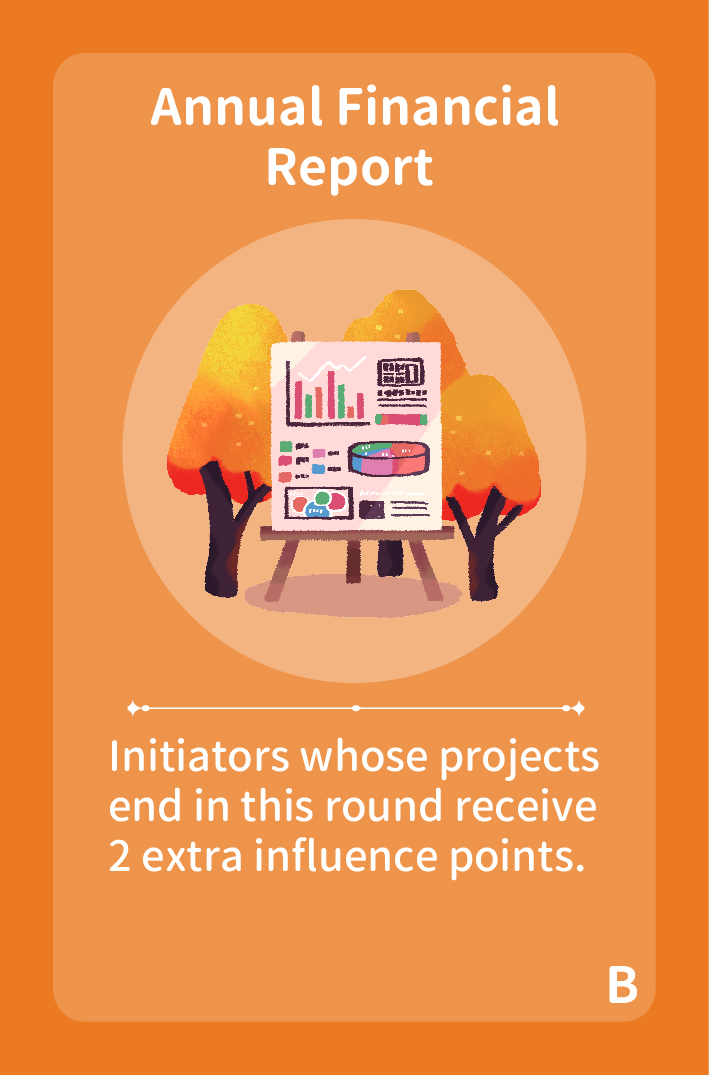 Annual Financial
Report
Initiators whose projects
end in this round receive
2 extra influence points.
B